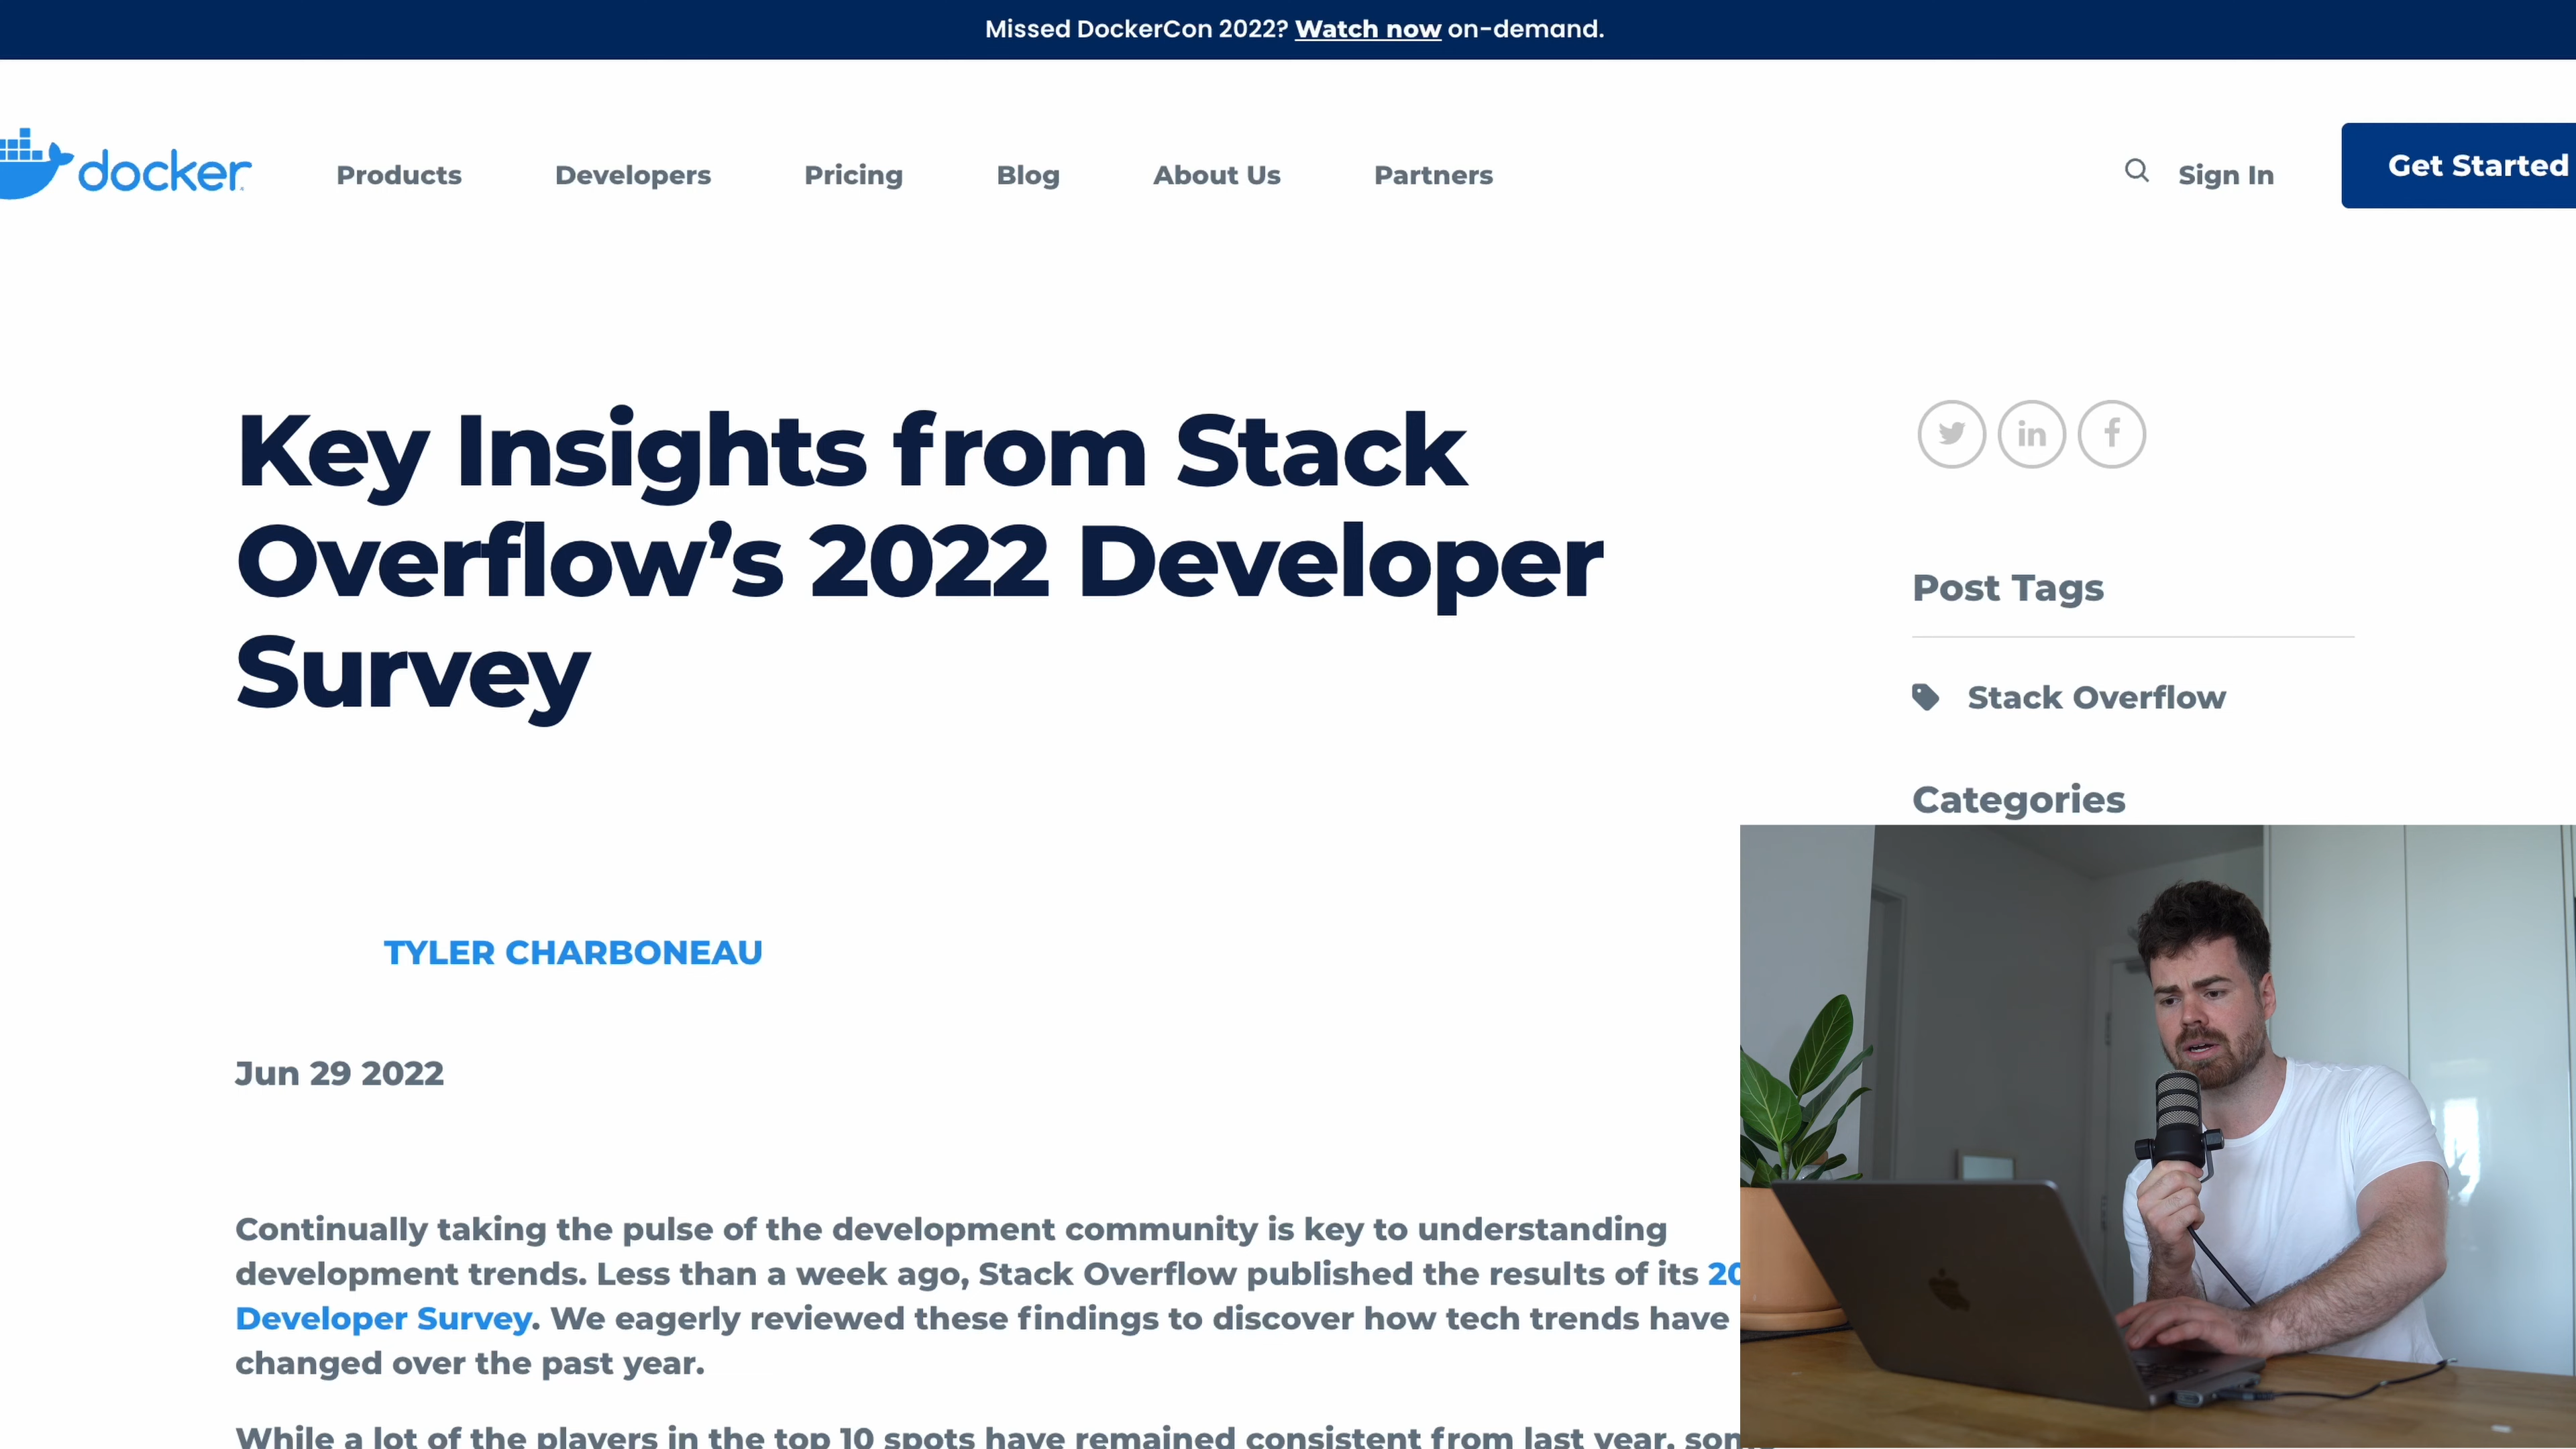 Missed DockerCon 2022? Watch now on-demand.
docker
Products
Developers
Pricing
Blog
About Us
Partners
Sign In
Get Started
Key Insights from Stack
Overflow’s 2022 Developer
Survey
TYLER CHARBONEAU
Jun 29 2022
Continually taking the pulse of the development community is key to understanding
development trends. Less than a week ago, Stack Overflow published the results of its
Developer Survey. We eagerly reviewed these findings to discover how tech trends have
changed over the past year.
While a lot of the players in the top 10 spots have remained consistent from last year,
in
f
Post Tags
Stack Overflow
Categories